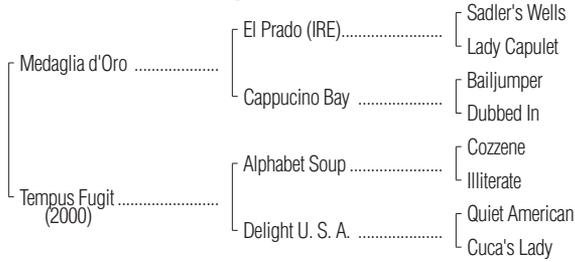 Sadler's Wells
El Prado (IRE)......................
Lady Capulet
Medaglia d'Oro ...................
Bailjumper
Cappucino Bay ...................
Dubbed In
Cozzene
Alphabet Soup .....................
Illiterate
Tempus Fugit .......................
(2000)
Quiet American
Delight U. S. A. ...................
Cuca's Lady